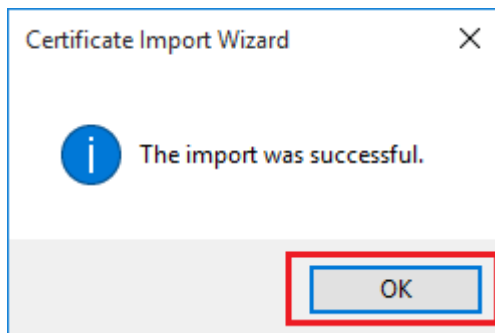 Certificate Import Wizard
The import was successful.
OK